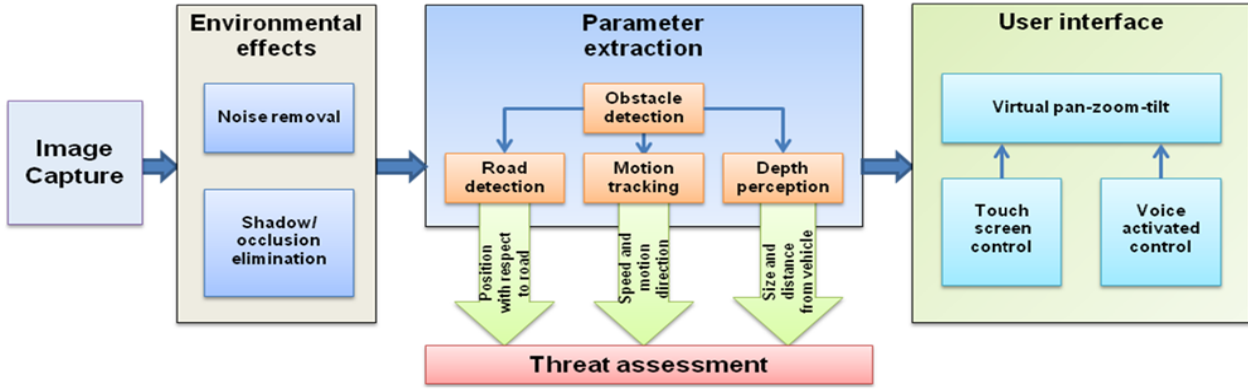 Image
Capture
Environmental
effects
Noise removal
Shadow/
occlusion
elimination
Parameter
extraction
Obstacle
detection
Road
detection
Motion
tracking
Depth
perception
Position
with respect
to road
Speed and
motion
direction
Size and
distance
from vehicle
Threat assessment
User interface
Virtual pan-zoom-tilt
Touch
screen
control
Voice
activated
control